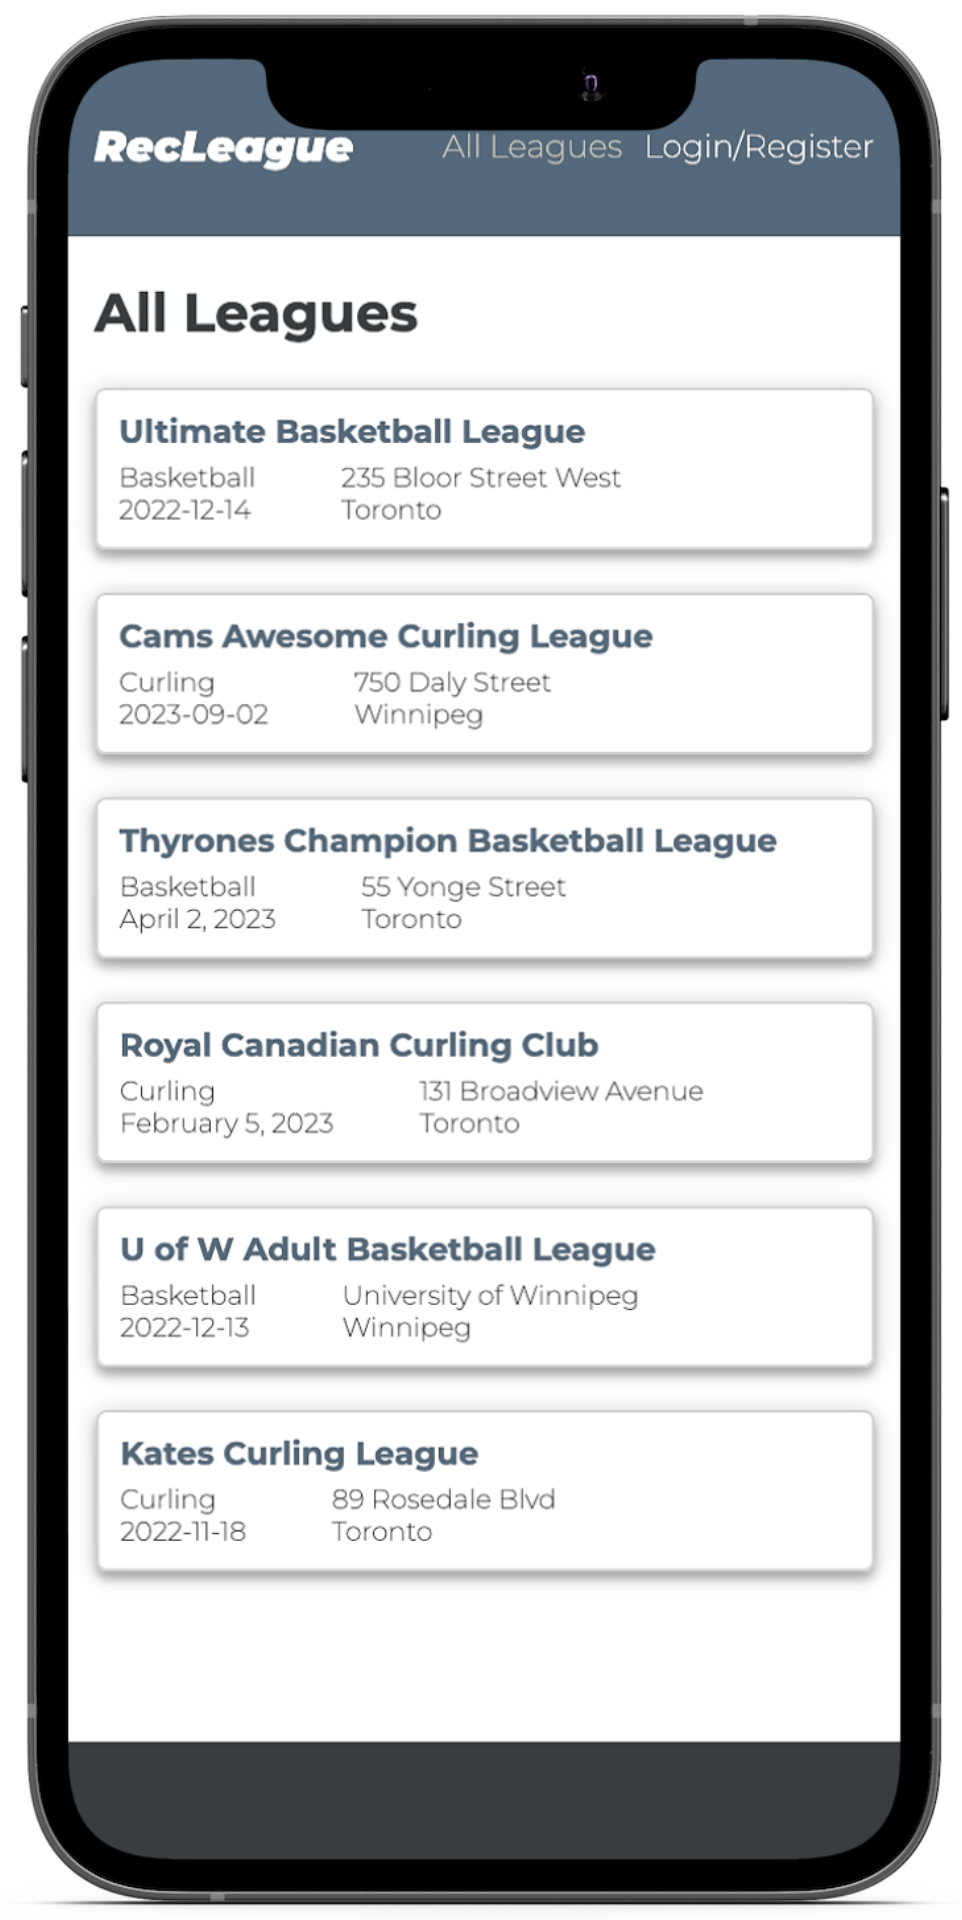 RecLeague All Leagues Login/Register
All Leagues
Ultimate Basketball League
Basketball 235 Bloor Street West
2022-12-14 Toronto
Cams Awesome Curling League
Curling 750 Daly Street
2023-09-02 Winnipeg
Thyrones Champion Basketball League
Basketball 55 Yonge Street
April 2, 2023 Toronto
Royal Canadian Curling Club
Curling 131 Broadview Avenue
February 5, 2023 Toronto
U of W Adult Basketball League
Basketball University of Winnipeg
2022-12-13 Winnipeg
Kates Curling League
Curling 89 Rosedale Blvd
2022-11-18 Toronto